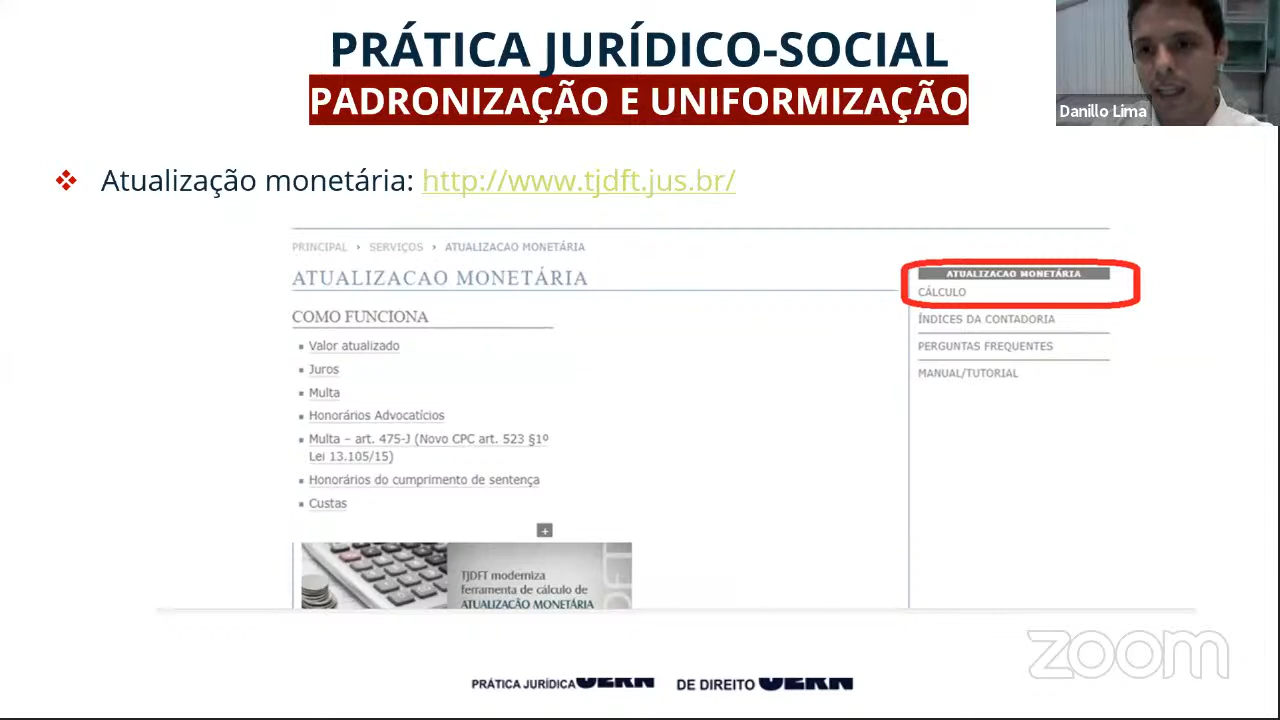 PRÁTICA JURÍDICO-SOCIAL
PADRONIZAÇÃO E UNIFORMIZAÇÃO
Danillo Lima
Atualização monetária: http://www.tjdft.jus.br/
PRINCIPAL › SERVIÇOS › ATUALIZACAO MONETÁRIA
ATUALIZACAO MONETÁRIA
COMO FUNCIONA
Valor atualizado
Juros
Multa
Honorários Advocatícios
Multa – art. 475-J (Novo CPC art. 523 §1º
Lei 13.105/15)
Honorários do cumprimento de sentença
Custas
+
TJDFT moderniza
ferramenta de cálculo de
ATUALIZAÇÃO MONETÁRIA
ATUALIZACAO MONETÁRIA
CÁLCULO
ÍNDICES DA CONTADORIA
PERGUNTAS FREQUENTES
MANUAL/TUTORIAL
zoom
PRÁTICA JURÍDICA UERN DE DIREITO UERN